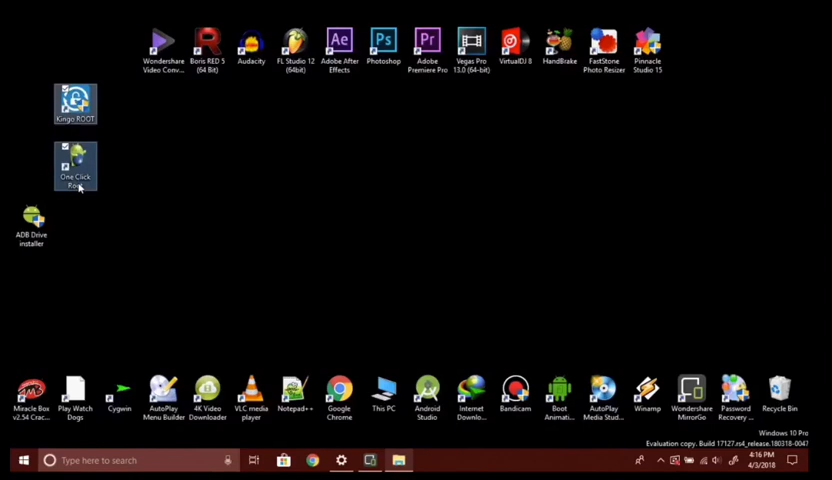 Wondershare
Video Conv...
Boris RED 5
(64 Bit)
Audacity
FL Studio 12
(64bit)
Adobe After
Effects
Photoshop
Adobe
Premiere Pro
Vegas Pro
13.0 (64-bit)
VirtualDJ 8
HandBrake
FastStone
Photo Resizer
Pinnacle
Studio 15
Kingo ROOT
One Click
Root
ADB Drive
installer
Miracle Box
v2.54 Crac...
Play Watch
Dogs
Cygwin
AutoPlay
Menu Builder
4K Video
Downloader
VLC media
player
Notepad++
Google
Chrome
This PC
Android
Studio
Internet
Downlo...
Bandicam
Boot
Animati...
AutoPlay
Media Stud...
Winamp
Wondershare
MirrorGo
Password
Recovery ...
Recycle Bin
Windows 10 Pro
Evaluation copy. Build 17127.rs4_release.180318-004
Type here to search
4:16 PM
4/3/2018
Ae
Ps
Pr